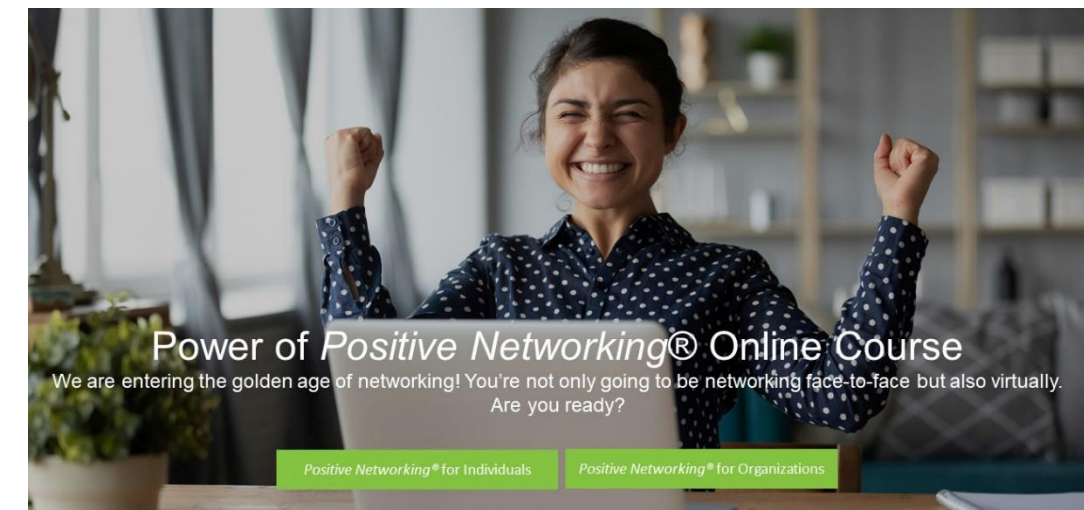 Power of Positive Networking® Online Course
We are entering the golden age of networking! You’re not only going to be networking face-to-face but also virtually.
Are you ready?
Positive Networking® for Individuals
Positive Networking® for Organizations